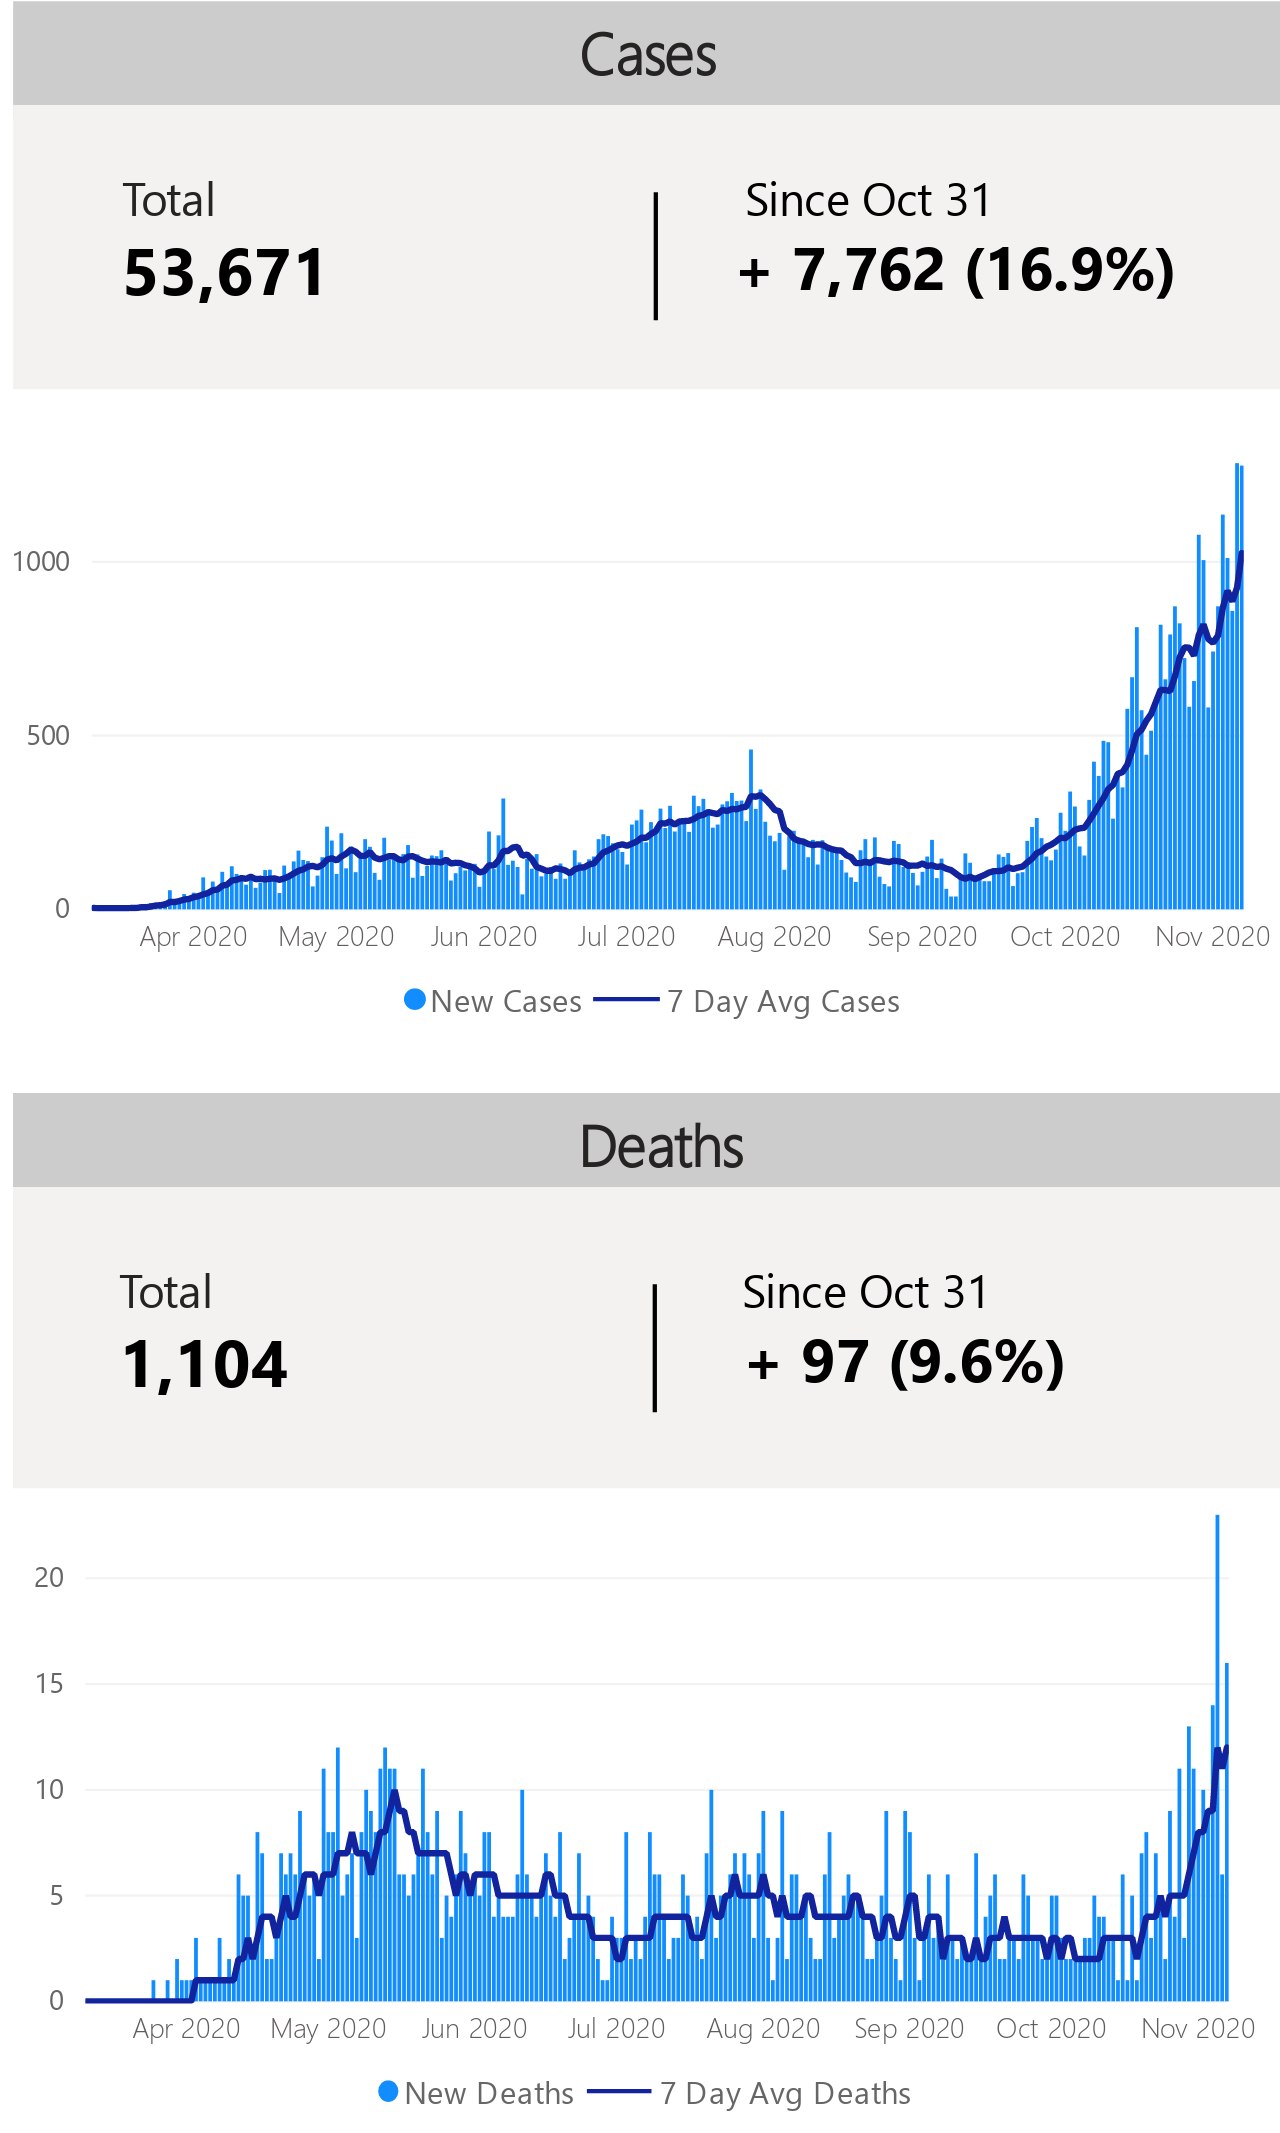 Cases
Total
Since Oct 31
53,671
+ 7,762 (16.9%)
1000
500
0
Apr 2020 May 2020 Jun 2020 Jul 2020 Aug 2020 Sep 2020 Oct 2020 Nov 2020
New Cases 7 Day Avg Cases
Deaths
Total
Since Oct 31
1,104
+ 97 (9.6%)
20
15
10
5
0
Apr 2020 May 2020 Jun 2020 Jul 2020 Aug 2020 Sep 2020 Oct 2020 Nov 2020
New Deaths 7 Day Avg Deaths